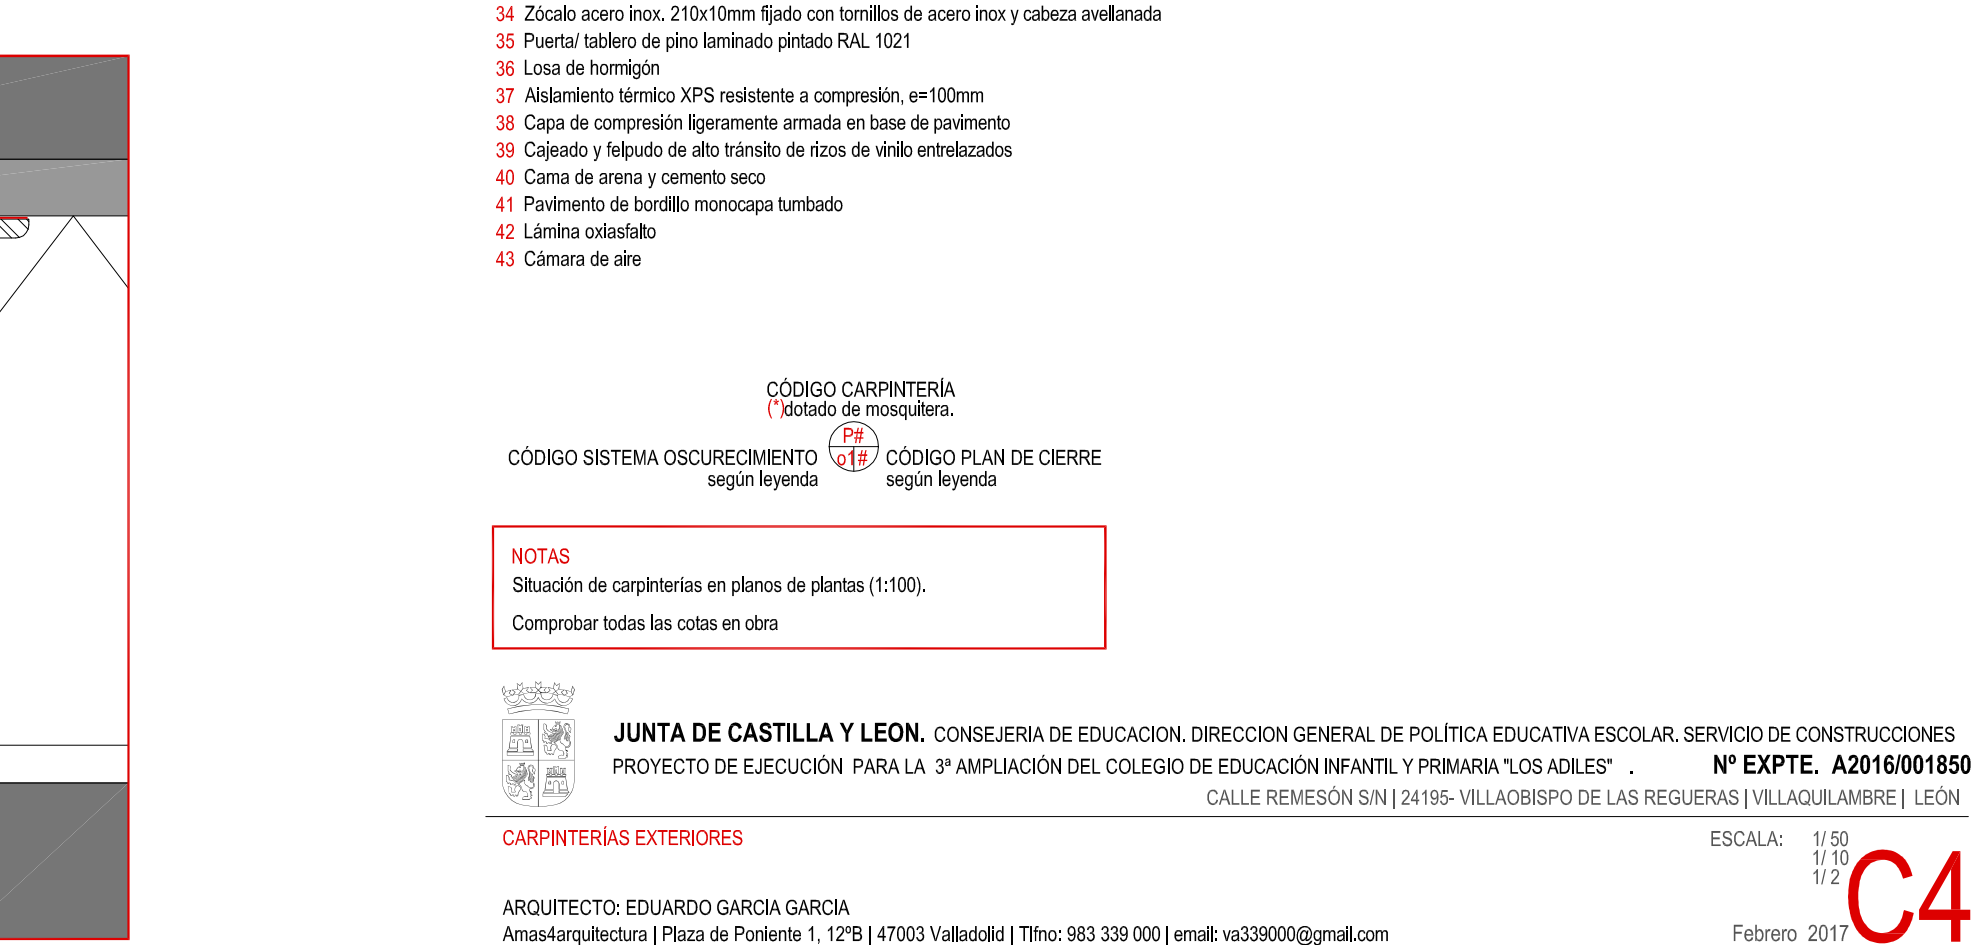 34 Zócalo acero inox. 210x10mm fijado con tornillos de acero inox y cabeza avellanada
35 Puerta/ tablero de pino laminado pintado RAL 1021
36 Losa de hormigón
37 Aislamiento térmico XPS resistente a compresión, e=100mm
38 Capa de compresión ligeramente armada en base de pavimento
39 Cajeado y felpudo de alto tránsito de rizos de vinilo entrelazados
40 Cama de arena y cemento seco
41 Pavimento de bordillo monocapa tumbado
42 Lámina oxiasfalto
43 Cámara de aire
CÓDIGO CARPINTERÍA
(*)dotado de mosquitera.
P#
CÓDIGO SISTEMA OSCURECIMIENTO o1# CÓDIGO PLAN DE CIERRE
según leyenda según leyenda
NOTAS
Situación de carpinterías en planos de plantas (1:100).
Comprobar todas las cotas en obra
JUNTA DE CASTILLA Y LEON. CONSEJERIA DE EDUCACION. DIRECCION GENERAL DE POLÍTICA EDUCATIVA ESCOLAR. SERVICIO DE CONSTRUCCIONES
PROYECTO DE EJECUCIÓN PARA LA 3ª AMPLIACIÓN DEL COLEGIO DE EDUCACIÓN INFANTIL Y PRIMARIA "LOS ADILES" . Nº EXPTE. A2016/001850
CALLE REMESÓN S/N | 24195- VILLAOBISPO DE LAS REGUERAS | VILLAQUILAMBRE | LEÓN
CARPINTERÍAS EXTERIORES
ESCALA: 1/ 50
1/ 10
1/ 2
C4
ARQUITECTO: EDUARDO GARCIA GARCIA
Amas4arquitectura | Plaza de Poniente 1, 12ºB | 47003 Valladolid | Tlfno: 983 339 000 | email: va339000@gmail.com
Febrero 2017